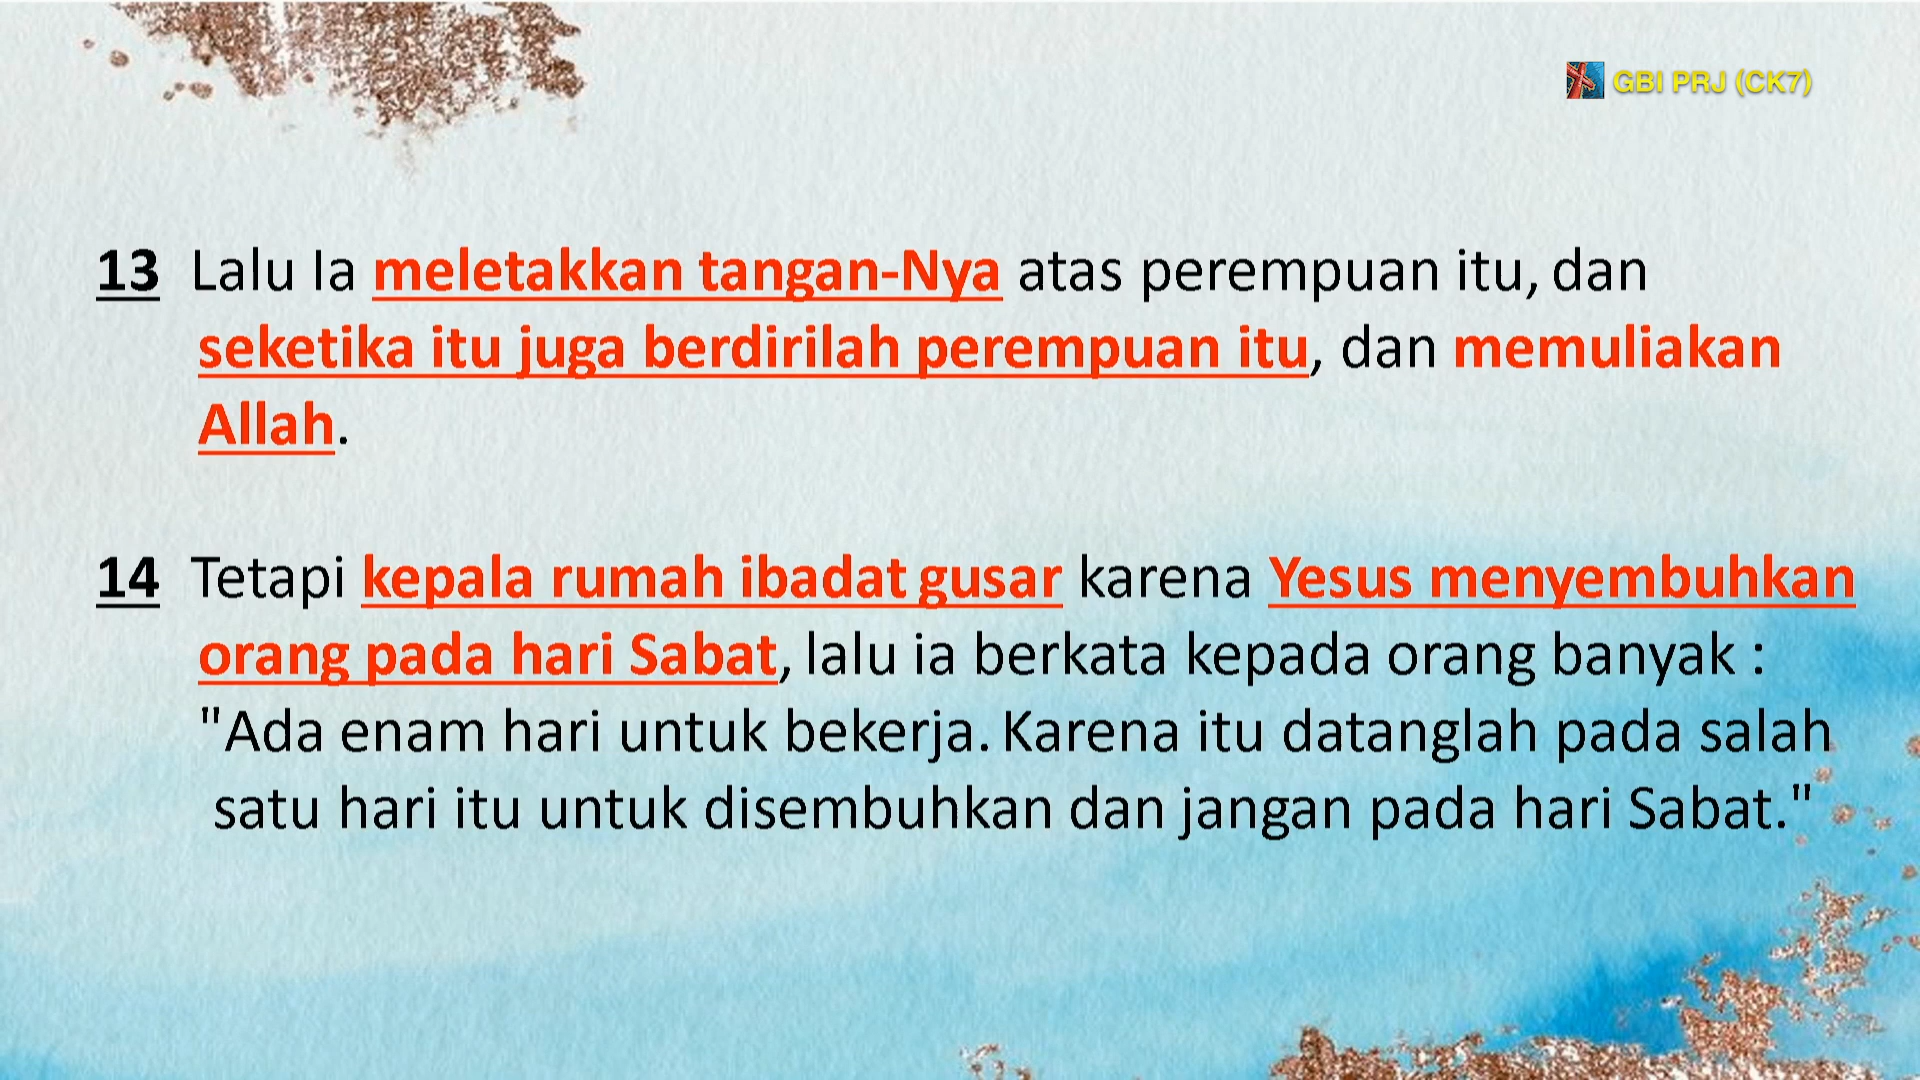 GBI PRJ (CK7)
13 Lalu Ia meletakkan tangan-Nya atas perempuan itu, dan
seketika itu juga berdirilah perempuan itu, dan memuliakan
Allah.
14 Tetapi kepala rumah ibadat gusar karena Yesus menyembuhkan
orang pada hari Sabat, lalu ia berkata kepada orang banyak :
"Ada enam hari untuk bekerja. Karena itu datanglah pada salah
satu hari itu untuk disembuhkan dan jangan pada hari Sabat."